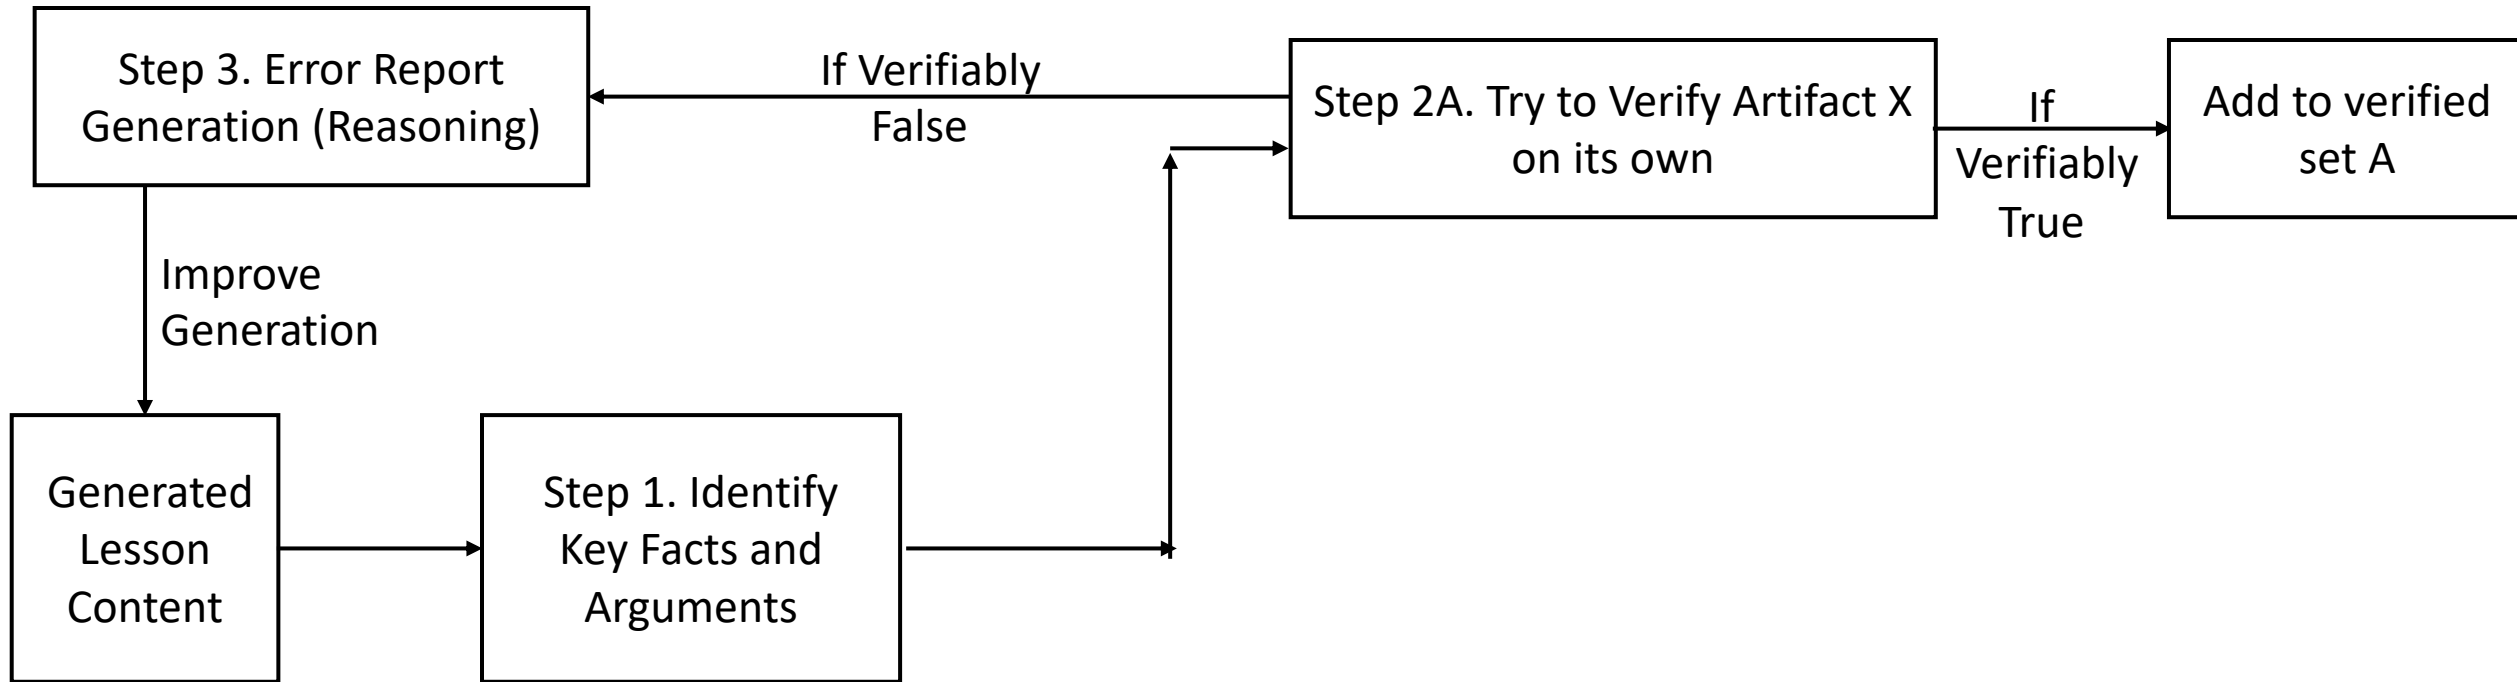 Step 3. Error Report
Generation (Reasoning)
If Verifiably
False
Step 2A. Try to Verify Artifact X
on its own
If
Verifiably
True
Add to verified
set A
Improve
Generation
Generated
Lesson
Content
Step 1. Identify
Key Facts and
Arguments